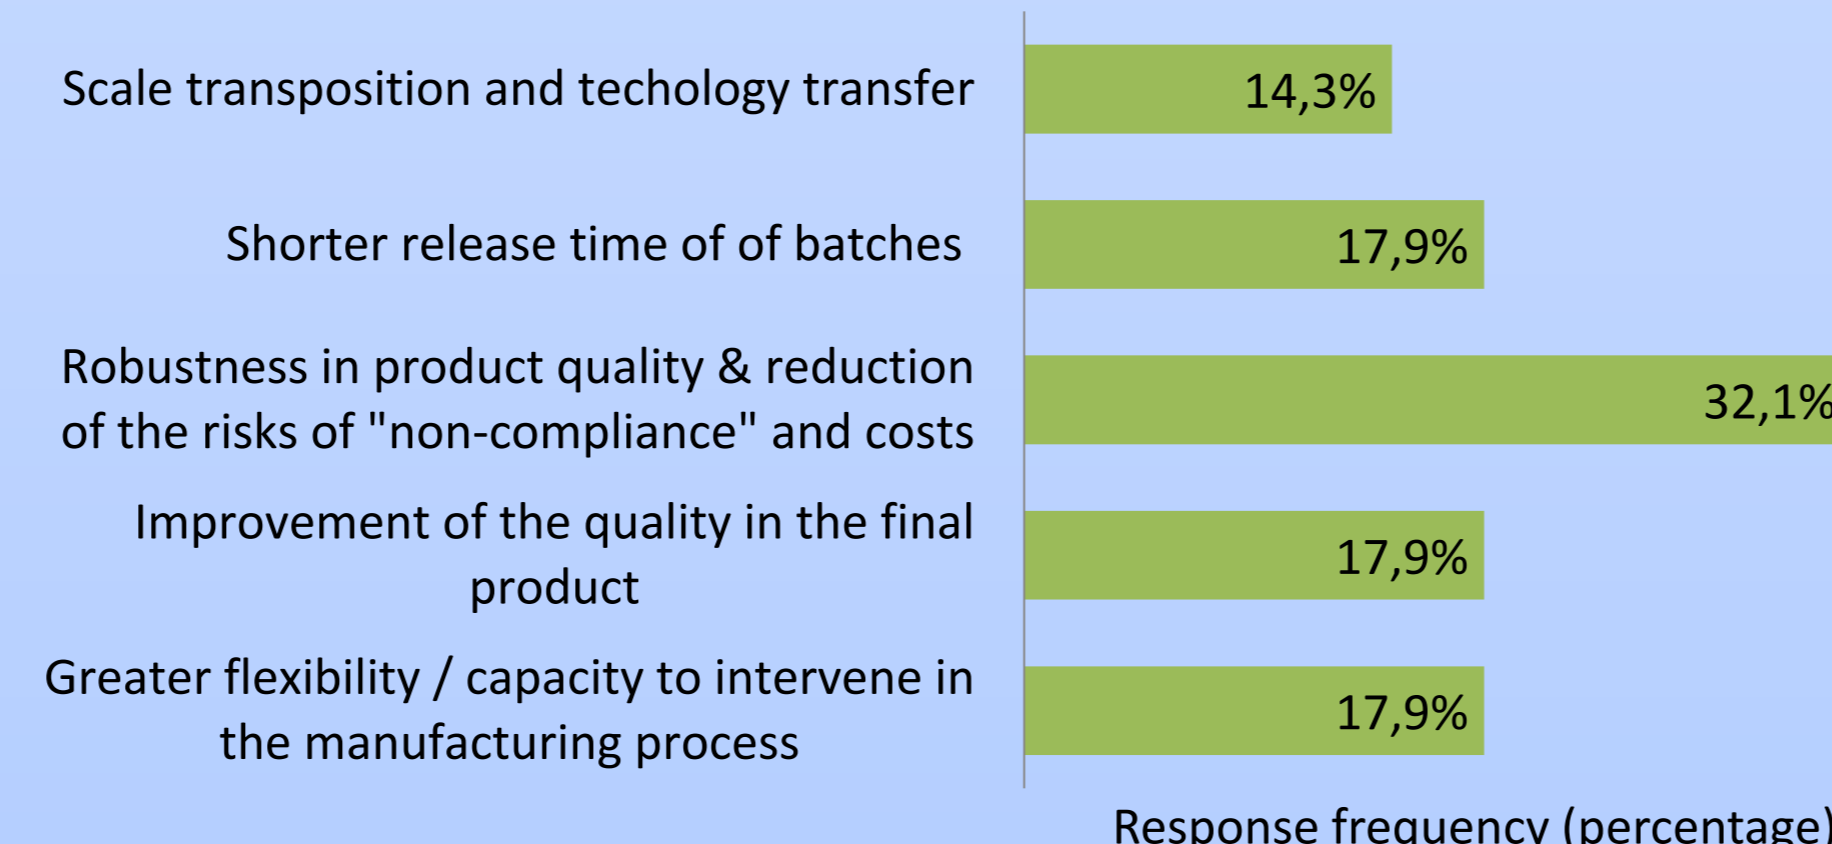 Scale transposition and techology transfer
14,3%
Shorter release time of of batches
17,9%
Robustness in product quality & reduction
of the risks of "non-compliance" and costs
32,1%
Improvement of the quality in the final
product
17,9%
Greater flexibility / capacity to intervene in
the manufacturing process
17,9%
Response frequency (percentage)